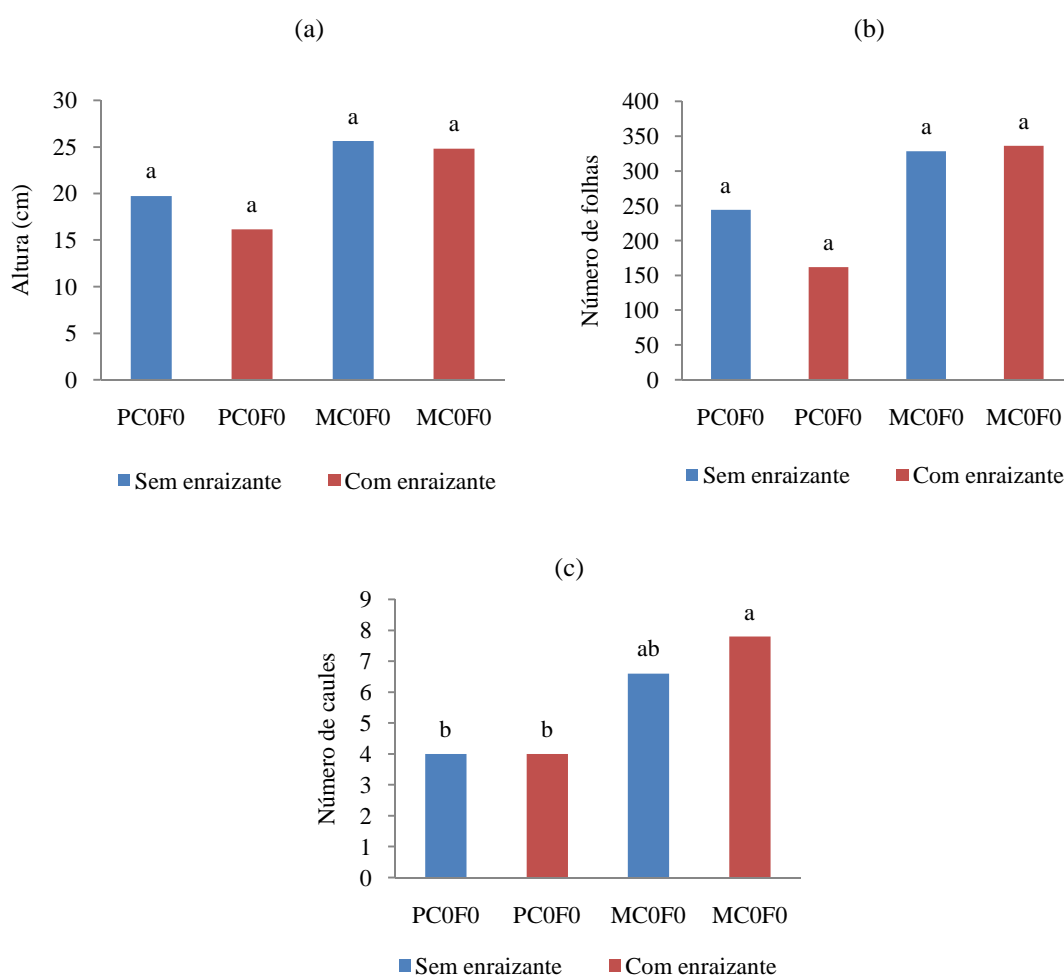 (a)
Altura (cm)
30
25
20
15
10
5
0
a
a
a
a
PC0F0 PC0F0 MC0F0 MC0F0
Sem enraizante Com enraizante
(b)
Número de folhas
400
350
300
250
200
150
100
50
0
a
a
a
a
PC0F0 PC0F0 MC0F0 MC0F0
Sem enraizante Com enraizante
(c)
Número de caules
9
8
7
6
5
4
3
2
1
0
b
b
ab
a
PC0F0 PC0F0 MC0F0 MC0F0
Sem enraizante Com enraizante